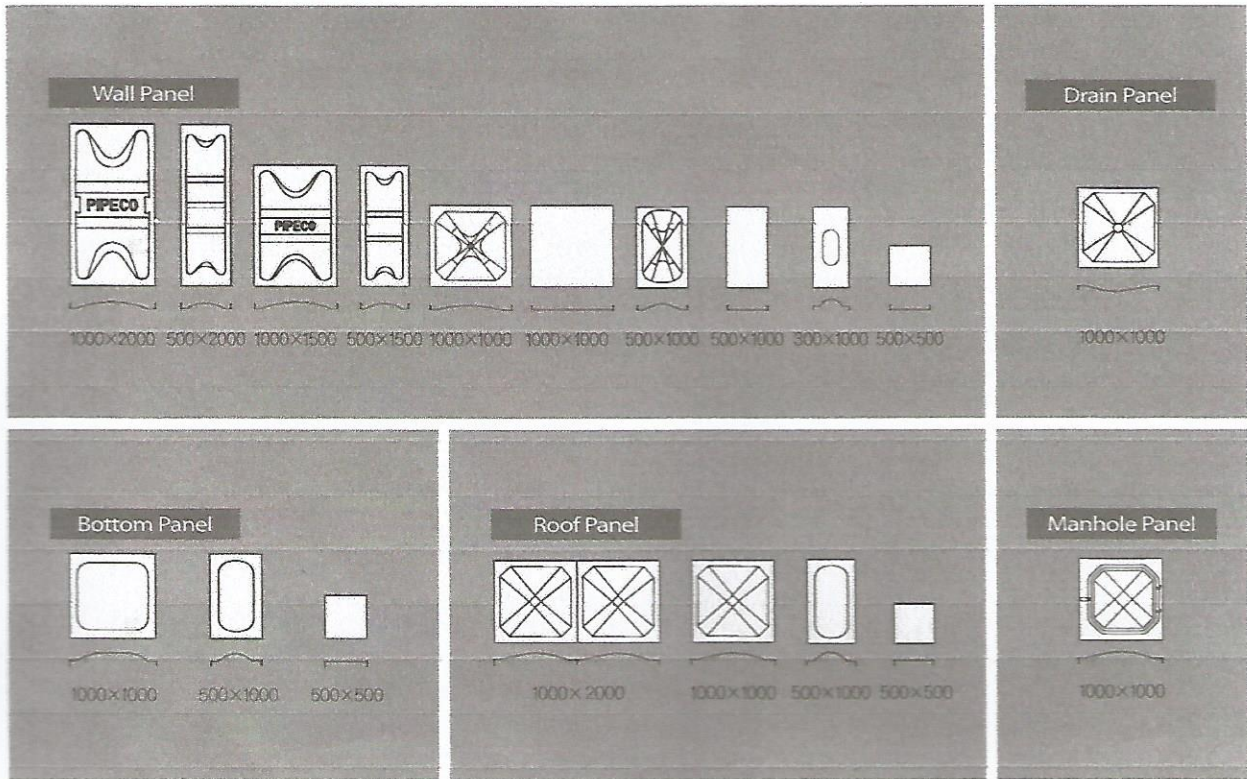 Wall Panel
PIPECO
PIPECO
1000×2000 500×2000 1000×1500 500×1500 1000×1000 1000×1000 500×1000 500×1000 300×1000 500×500
Drain Panel
1000×1000
Bottom Panel
1000×1000 500×1000 500×500
Roof Panel
1000×2000 1000×1000 500×1000 500×500
Manhole Panel
1000×1000